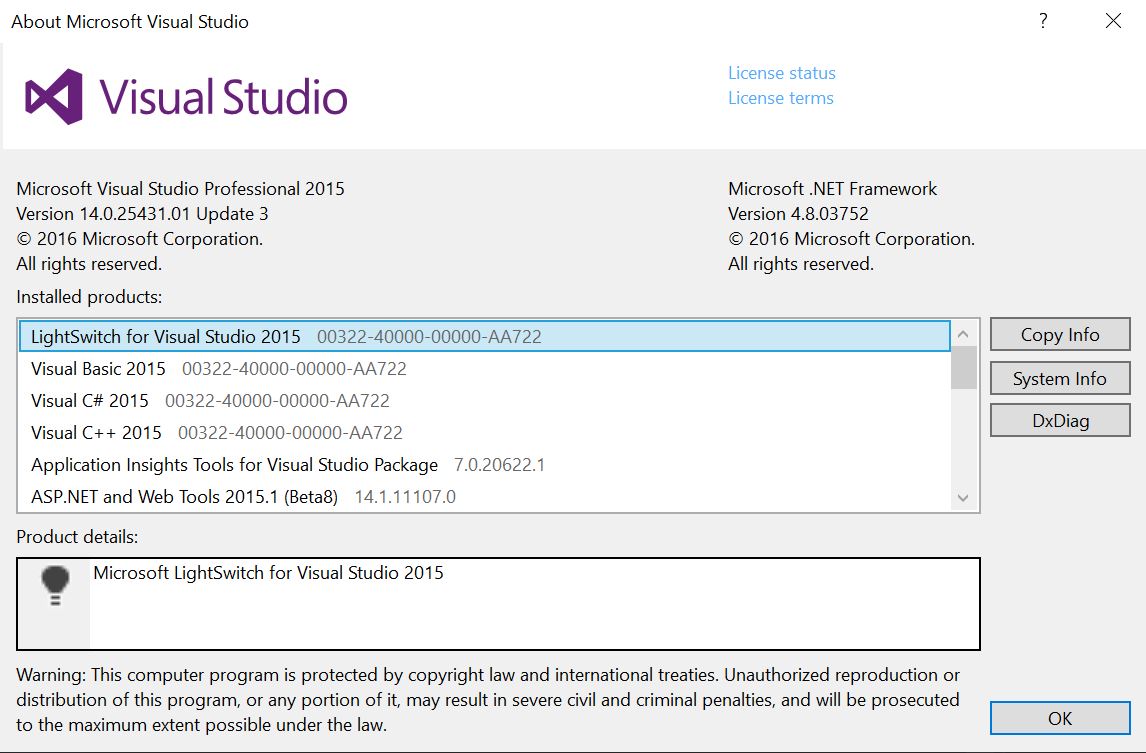 About Microsoft Visual Studio
?
Visual Studio
License status
License terms
Microsoft Visual Studio Professional 2015
Version 14.0.25431.01 Update 3
© 2016 Microsoft Corporation.
All rights reserved.
Microsoft .NET Framework
Version 4.8.03752
© 2016 Microsoft Corporation.
All rights reserved.
Installed products:
LightSwitch for Visual Studio 2015 00322-40000-00000-AA722
Visual Basic 2015 00322-40000-00000-AA722
Visual C# 2015 00322-40000-00000-AA722
Visual C++ 2015 00322-40000-00000-AA722
Application Insights Tools for Visual Studio Package 7.0.20622.1
ASP.NET and Web Tools 2015.1 (Beta8) 14.1.11107.0
Copy Info
System Info
DxDiag
Product details:
Microsoft LightSwitch for Visual Studio 2015
Warning: This computer program is protected by copyright law and international treaties. Unauthorized reproduction or
distribution of this program, or any portion of it, may result in severe civil and criminal penalties, and will be prosecuted
to the maximum extent possible under the law.
OK